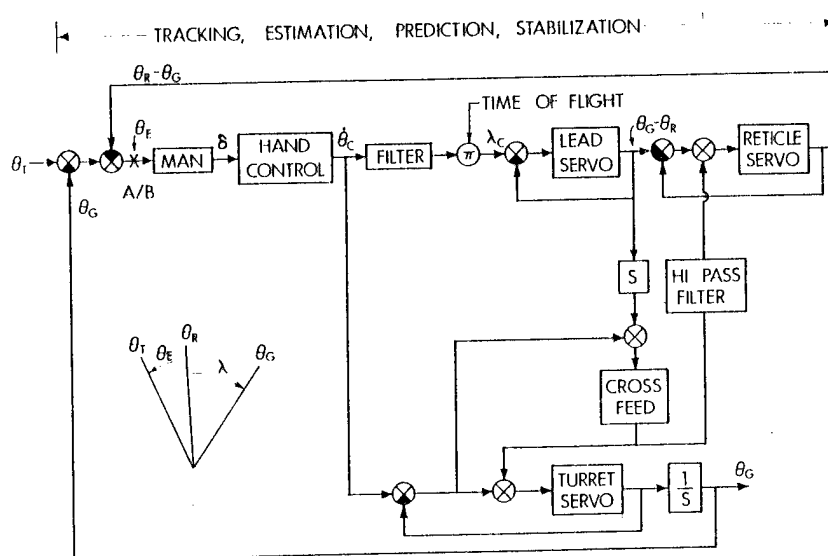 TRACKING, ESTIMATION, PREDICTION, STABILIZATION
θR-θG
θE
TIME OF FLIGHT
θT
MAN
δ
HAND
CONTROL
θ̇C
FILTER
π
λC
LEAD
SERVO
θG-θR
RETICLE
SERVO
A/B
θG
S
HI PASS
FILTER
θT
θE
θR
λ
θG
CROSS
FEED
TURRET
SERVO
1
S
θG